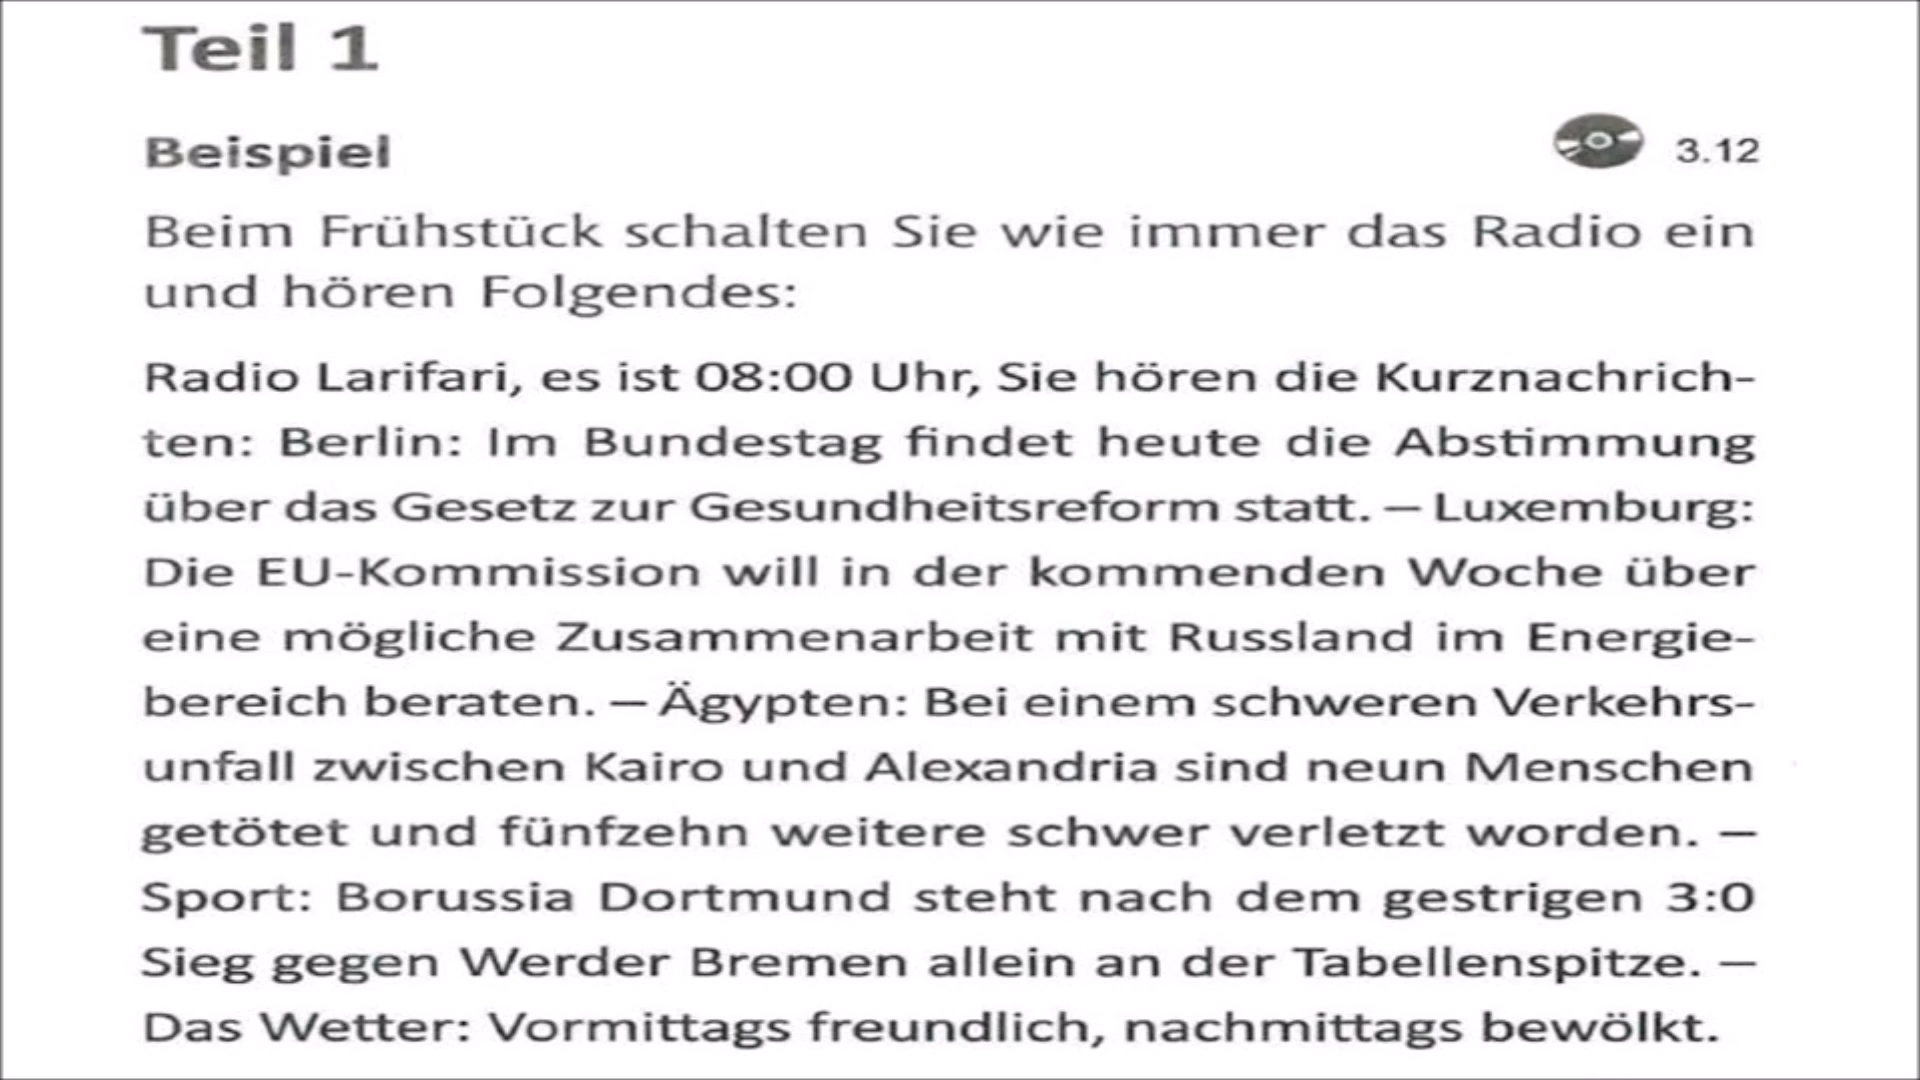 Teil 1
Beispiel
3.12
Beim Frühstück schalten Sie wie immer das Radio ein
und hören Folgendes:
Radio Larifari, es ist 08:00 Uhr, Sie hören die Kurznachrich-
ten: Berlin: Im Bundestag findet heute die Abstimmung
über das Gesetz zur Gesundheitsreform statt. – Luxemburg:
Die EU-Kommission will in der kommenden Woche über
eine mögliche Zusammenarbeit mit Russland im Energie-
bereich beraten. – Ägypten: Bei einem schweren Verkehrs-
unfall zwischen Kairo und Alexandria sind neun Menschen
getötet und fünfzehn weitere schwer verletzt worden. –
Sport: Borussia Dortmund steht nach dem gestrigen 3:0
Sieg gegen Werder Bremen allein an der Tabellenspitze. –
Das Wetter: Vormittags freundlich, nachmittags bewölkt.